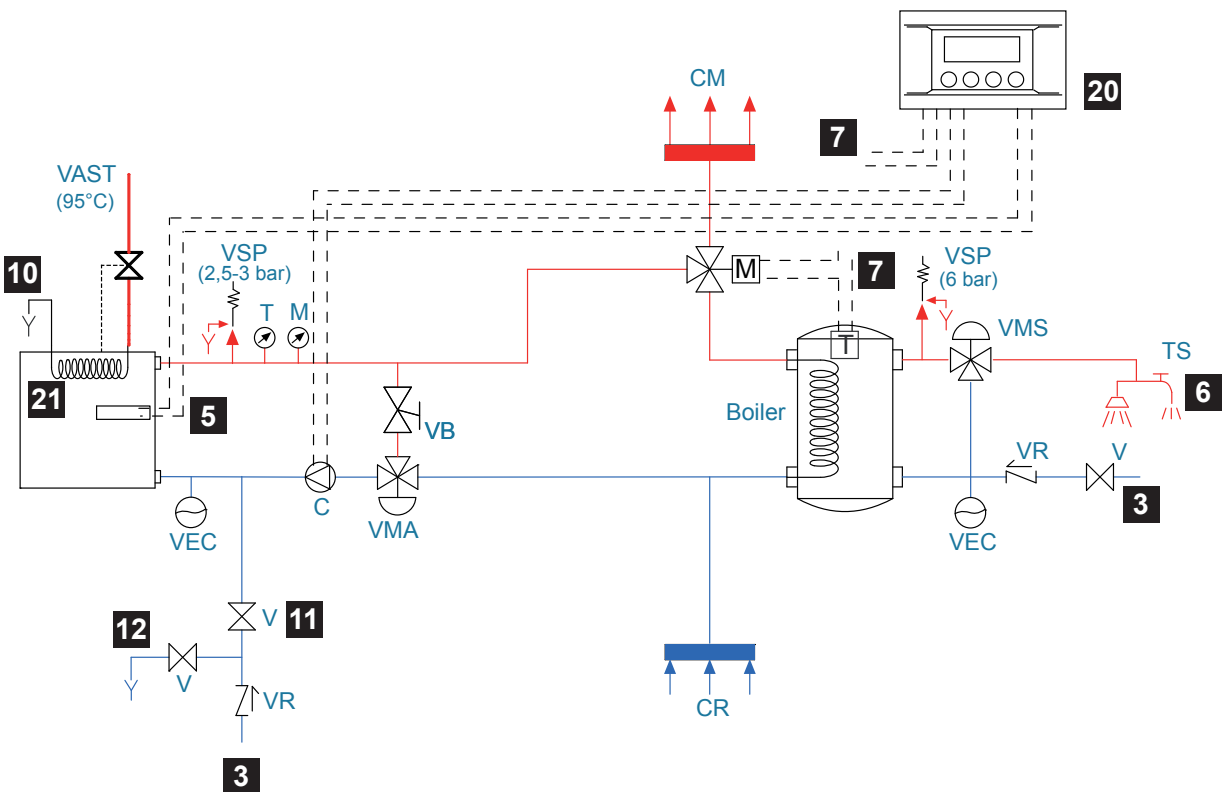 CM
20
7
VAST
(95°C)
VSP
(2,5-3 bar)
10
T
M
M
7
VSP
(6 bar)
VMS
TS
21
T
6
5
VB
Boiler
VR
V
3
C
VMA
VEC
VEC
12
V
11
V
VR
CR
3